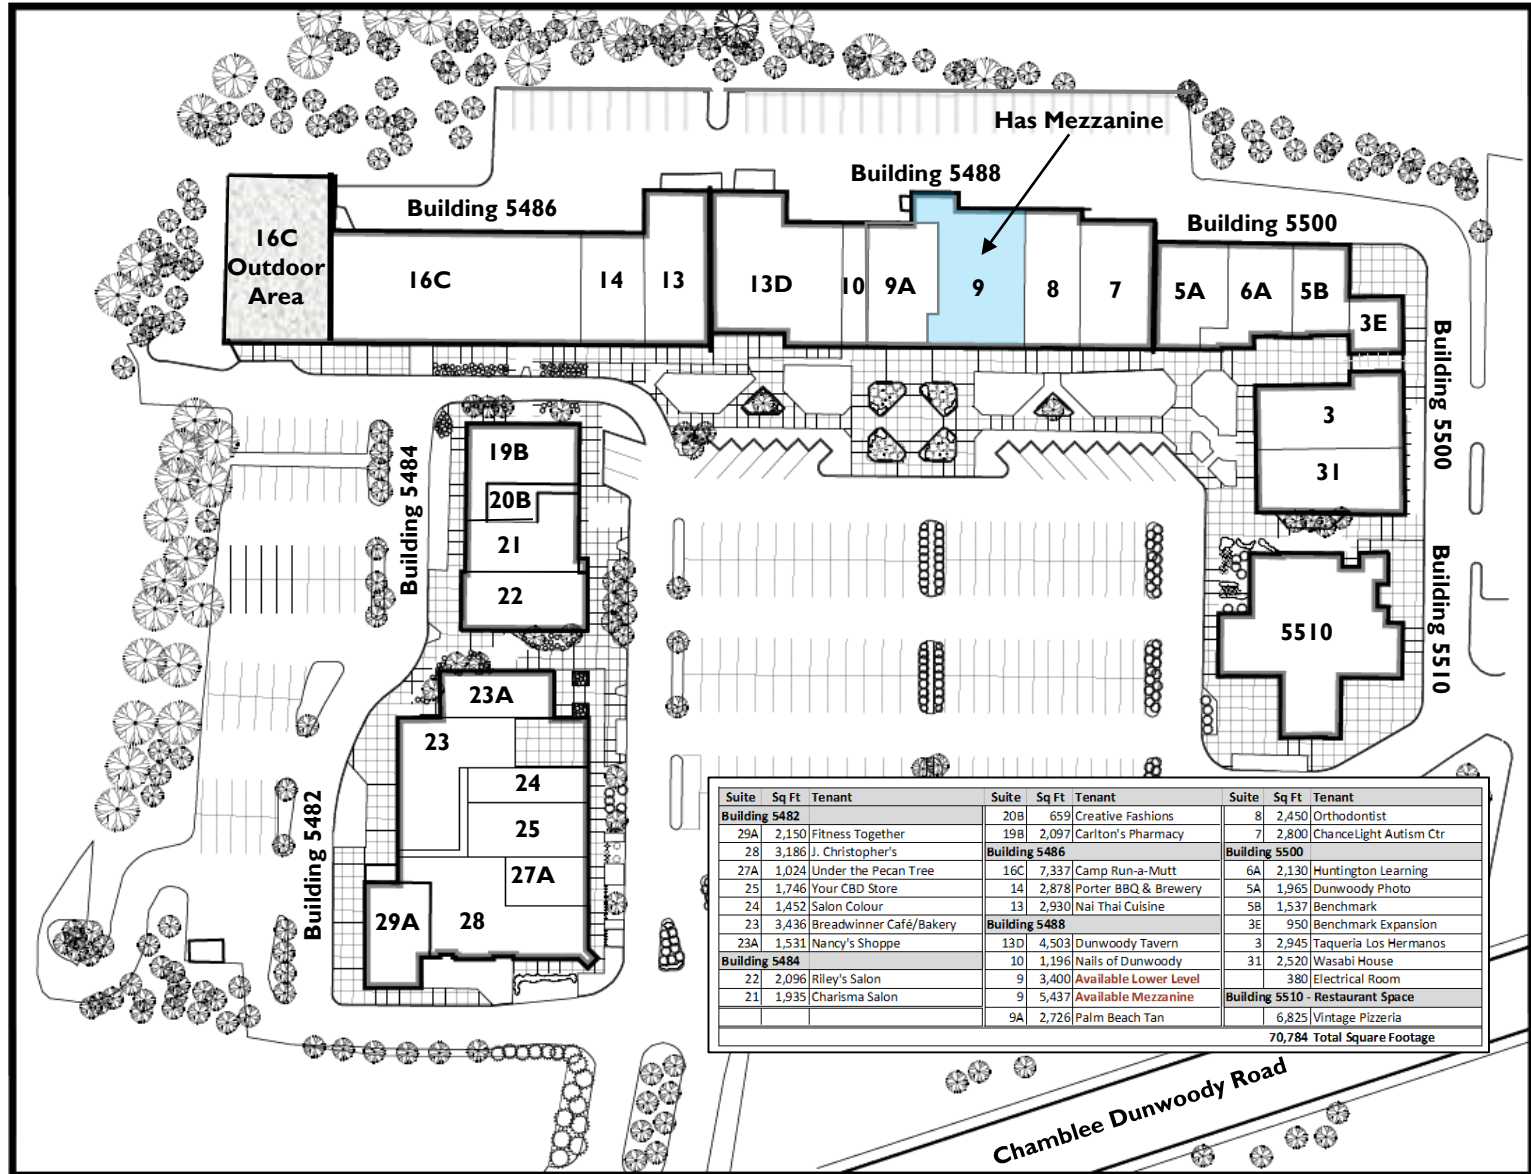 Has Mezzanine
Building 5488
Building 5486
Building 5500
16C
Outdoor
Area
16C
14
13
13D
10
9A
9
8
7
5A
6A
5B
3E
Building 5500
3
31
19B
20B
21
22
Building 5484
Building 5510
5510
23A
23
24
25
27A
28
29A
Building 5482
Suite Sq Ft Tenant
Building 5482
29A 2,150 Fitness Together
28 3,186 J. Christopher's
27A 1,024 Under the Pecan Tree
25 1,746 Your CBD Store
24 1,452 Salon Colour
23 3,436 Breadwinner Café/Bakery
23A 1,531 Nancy's Shoppe
Building 5484
22 2,096 Riley's Salon
21 1,935 Charisma Salon
Suite Sq Ft Tenant
20B 659 Creative Fashions
19B 2,097 Carlton's Pharmacy
Building 5486
16C 7,337 Camp Run-a-Mutt
14 2,878 Porter BBQ & Brewery
13 2,930 Nai Thai Cuisine
Building 5488
13D 4,503 Dunwoody Tavern
10 1,196 Nails of Dunwoody
9 3,400 Available Lower Level
9 5,437 Available Mezzanine
9A 2,726 Palm Beach Tan
Suite Sq Ft Tenant
8 2,450 Orthodontist
7 2,800 ChanceLight Autism Ctr
Building 5500
6A 2,130 Huntington Learning
5A 1,965 Dunwoody Photo
5B 1,537 Benchmark
3E 950 Benchmark Expansion
3 2,945 Taqueria Los Hermanos
31 2,520 Wasabi House
380 Electrical Room
Building 5510 - Restaurant Space
6,825 Vintage Pizzeria
70,784 Total Square Footage
Chamblee Dunwoody Road